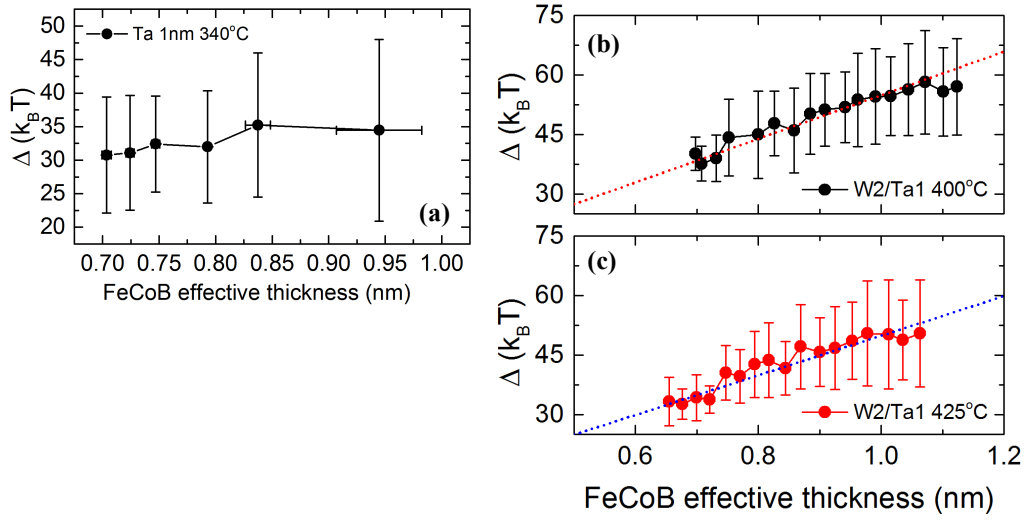 50
45
40
35
30
25
20
Δ (kBT)
Ta 1nm 340°C
(a)
0.70 0.75 0.80 0.85 0.90 0.95 1.00
FeCoB effective thickness (nm)
75
60
45
30
Δ (kBT)
(b)
W2/Ta1 400°C
75
60
45
30
Δ (kBT)
(c)
W2/Ta1 425°C
0.6 0.8 1.0 1.2
FeCoB effective thickness (nm)